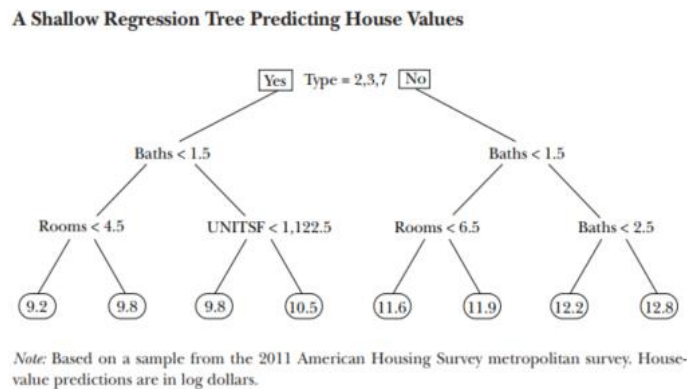 A Shallow Regression Tree Predicting House Values
Yes Type = 2,3,7 No
Baths < 1.5 Baths < 1.5
Rooms < 4.5 UNITSF < 1,122.5 Rooms < 6.5 Baths < 2.5
9.2 9.8 9.8 10.5 11.6 11.9 12.2 12.8
Note: Based on a sample from the 2011 American Housing Survey metropolitan survey. House-
value predictions are in log dollars.